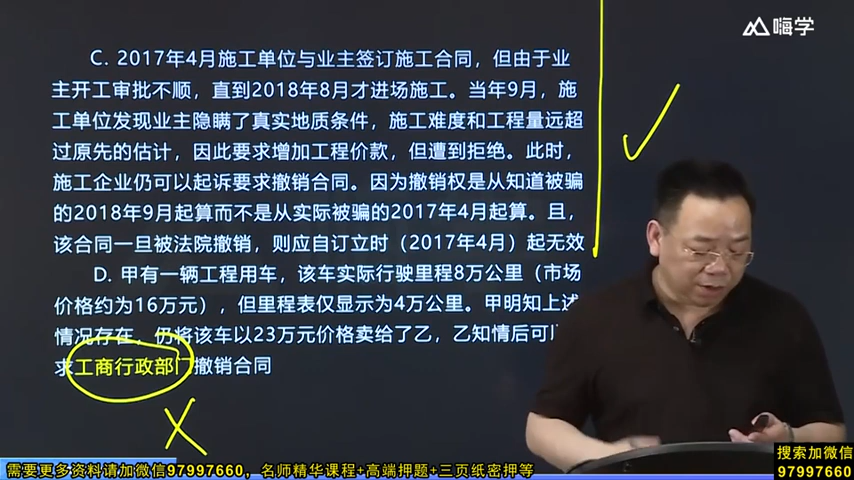 嗨学
C. 2017年4月施工单位与业主签订施工合同，但由于业
主开工审批不顺，直到2018年8月才进场施工。当年9月，施
工单位发现业主隐瞒了真实地质条件，施工难度和工程量远超
过原先的估计，因此要求增加工程价款，但遭到拒绝。此时，
施工企业仍可以起诉要求撤销合同。因为撤销权是从知道被骗
的2018年9月起算而不是从实际被骗的2017年4月起算。且，
该合同一旦被法院撤销，则应自订立时（2017年4月）起无效
D. 甲有一辆工程用车，该车实际行驶里程8万公里（市场
价格约为16万元），但里程表仅显示为4万公里。甲明知上述
情况存在，仍将该车以23万元价格卖给了乙，乙知情后可
求工商行政部门撤销合同
需要更多资料请加微信97997660，名师精华课程+高端押题+三页纸密押等
搜索加微信
97997660